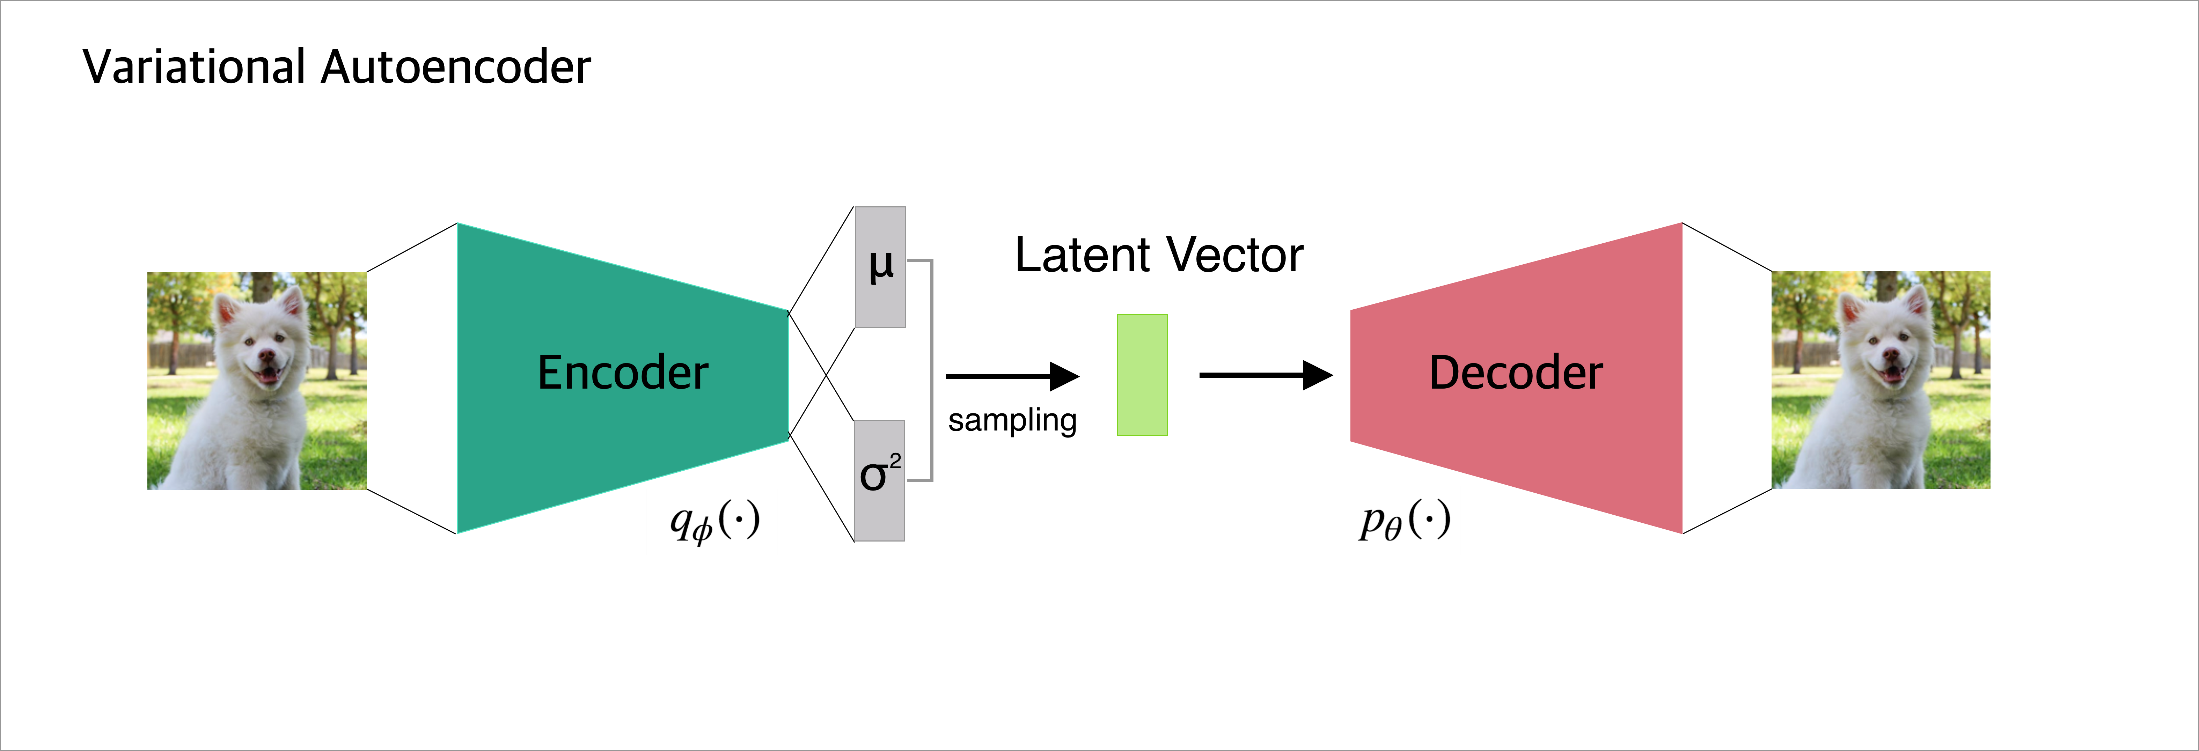 Variational Autoencoder
μ
Latent Vector
Encoder
Decoder
sampling
σ²
qϕ(·)
pθ(·)